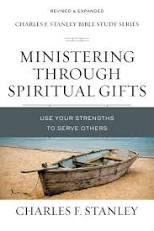 REVISED & EXPANDED
CHARLES F. STANLEY BIBLE STUDY SERIES
MINISTERING
THROUGH
SPIRITUAL GIFTS
USE YOUR STRENGTHS
TO SERVE OTHERS
CHARLES F. STANLEY